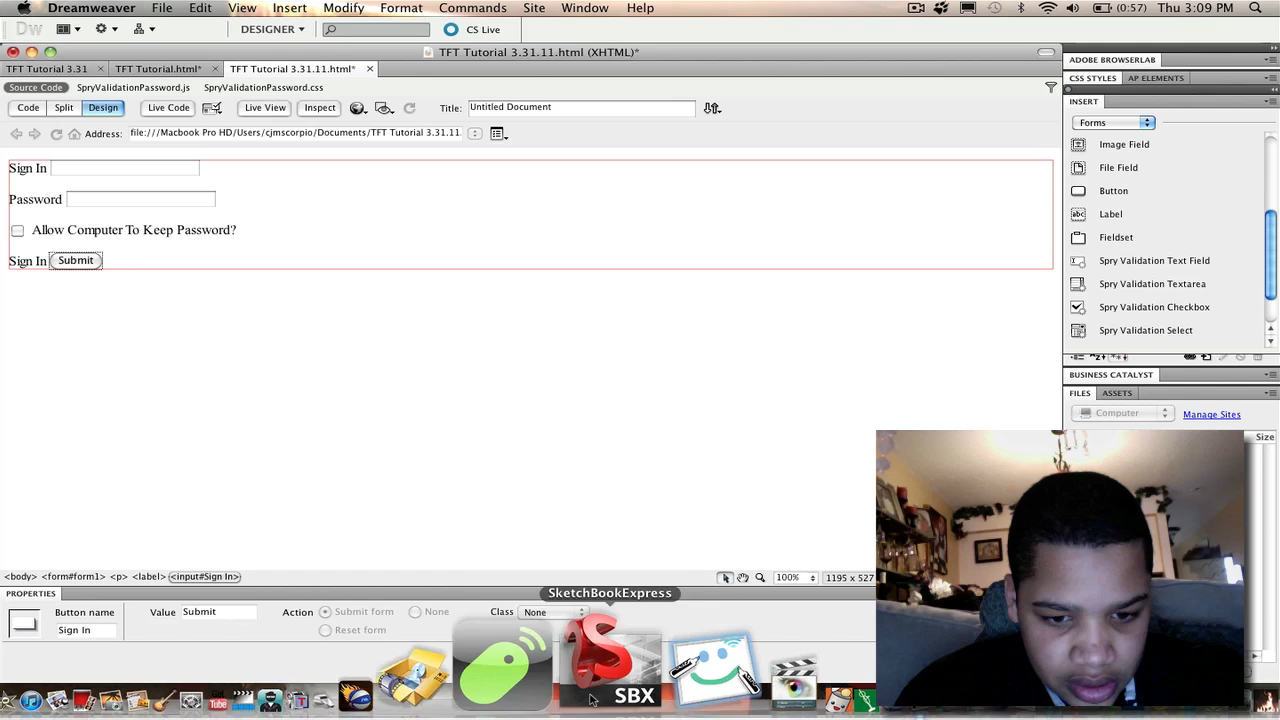 Dreamweaver File Edit View Insert Modify Format Commands Site Window Help (0:57) Thu 3:09 PM
Dw DESIGNER CS Live
TFT Tutorial 3.31.11.html (XHTML)*
TFT Tutorial 3.31 TFT Tutorial.html* TFT Tutorial 3.31.11.html*
Source Code SpryValidationPassword.js SpryValidationPassword.css
Code Split Design Live Code Live View Inspect Title: Untitled Document
Address: file:///Macbook Pro HD/Users/cjmscorpio/Documents/TFT Tutorial 3.31.11.
Sign In
Password
Allow Computer To Keep Password?
Sign In Submit
ADOBE BROWSERLAB
CSS STYLES AP ELEMENTS
INSERT
Forms
Image Field
File Field
Button
Label
Fieldset
Spry Validation Text Field
Spry Validation Textarea
Spry Validation Checkbox
Spry Validation Select
BUSINESS CATALYST
FILES ASSETS
Computer Manage Sites
Size
<body> <form#form1> <p> <label> <input#Sign In> 100% 1195 x 527
PROPERTIES
SketchBookExpress
Button name Value Submit Action Submit form None Class None
Sign In Reset form
SBX
You
Tube